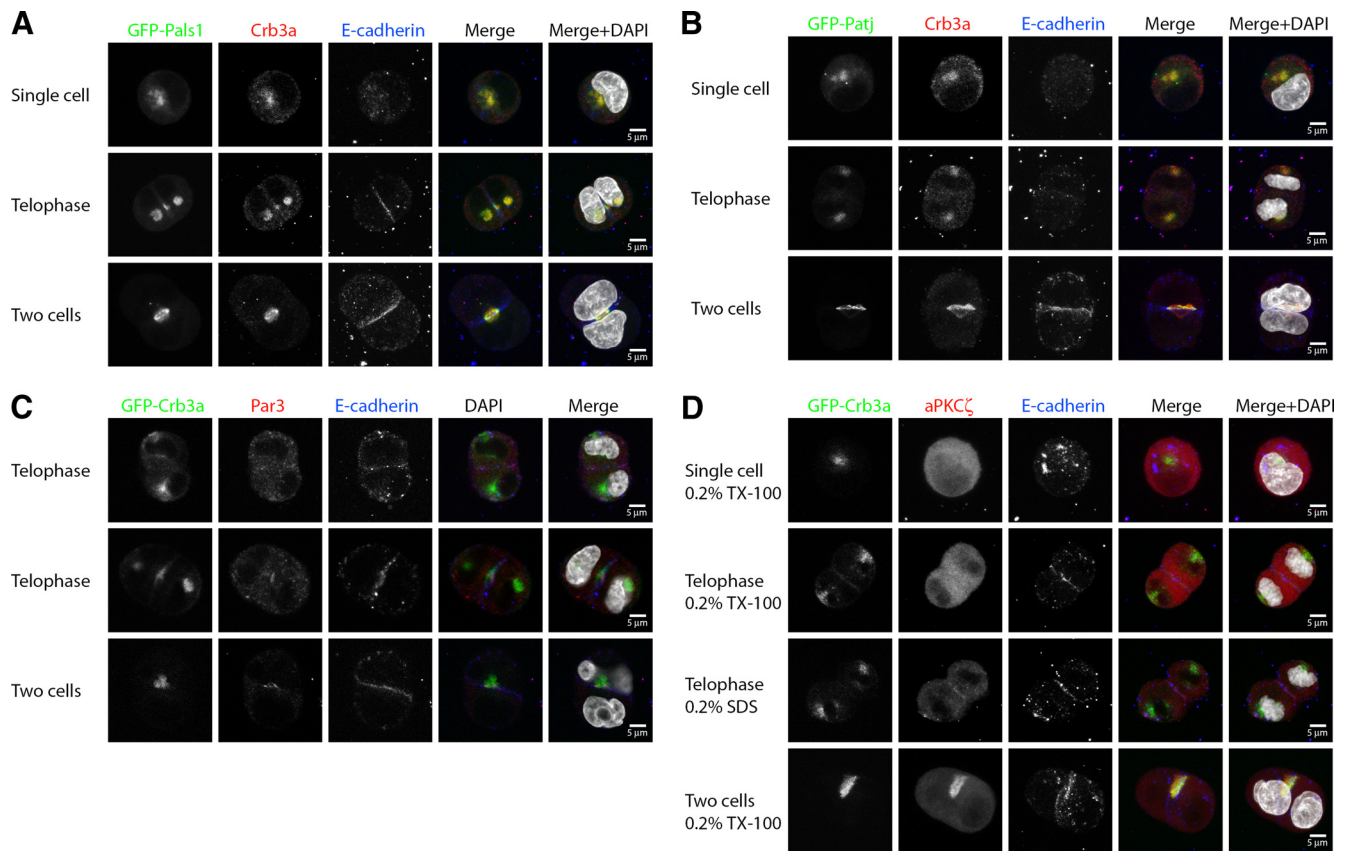 A
GFP-Pals1 Crb3a E-cadherin Merge Merge+DAPI
Single cell
5 µm
Telophase
5 µm
Two cells
5 µm
B
GFP-Patj Crb3a E-cadherin Merge Merge+DAPI
Single cell
5 µm
Telophase
5 µm
Two cells
5 µm
C
GFP-Crb3a Par3 E-cadherin DAPI Merge
Telophase
5 µm
Telophase
5 µm
Two cells
5 µm
D
GFP-Crb3a aPKCζ E-cadherin Merge Merge+DAPI
Single cell
0.2% TX-100
5 µm
Telophase
0.2% TX-100
5 µm
Telophase
0.2% SDS
5 µm
Two cells
0.2% TX-100
5 µm